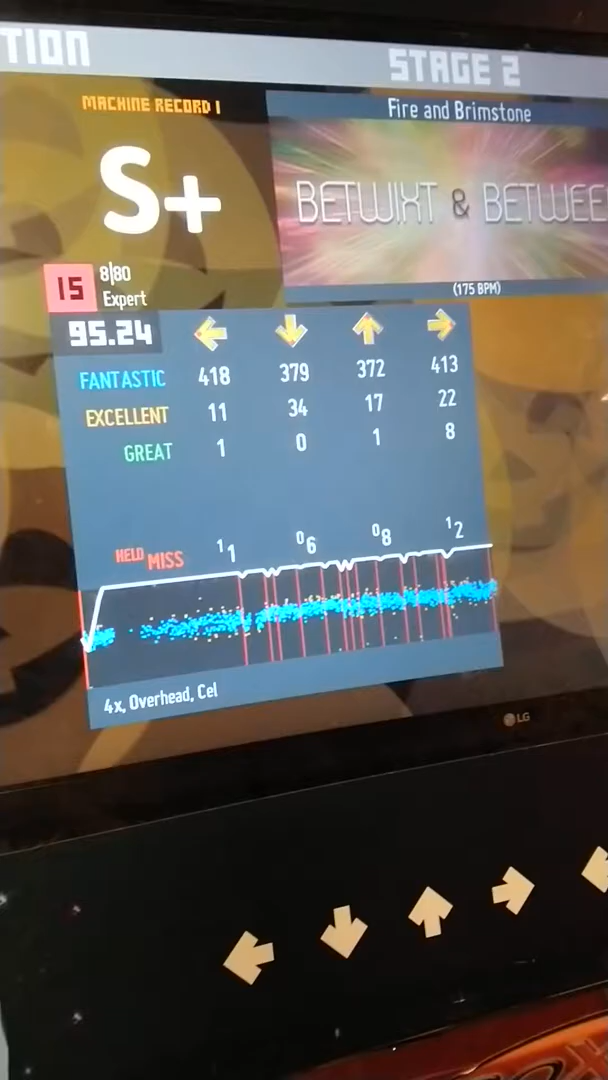 TION
STAGE 2
MACHINE RECORD 1
Fire and Brimstone
S+
BETWIXT & BETWEE
15
8|80
Expert
(175 BPM)
95.24
FANTASTIC 418 379 372 413
EXCELLENT 11 34 17 22
GREAT 1 0 1 8
HELD MISS 1 1 0 6 0 8 1 2
4x, Overhead, Cel
LG